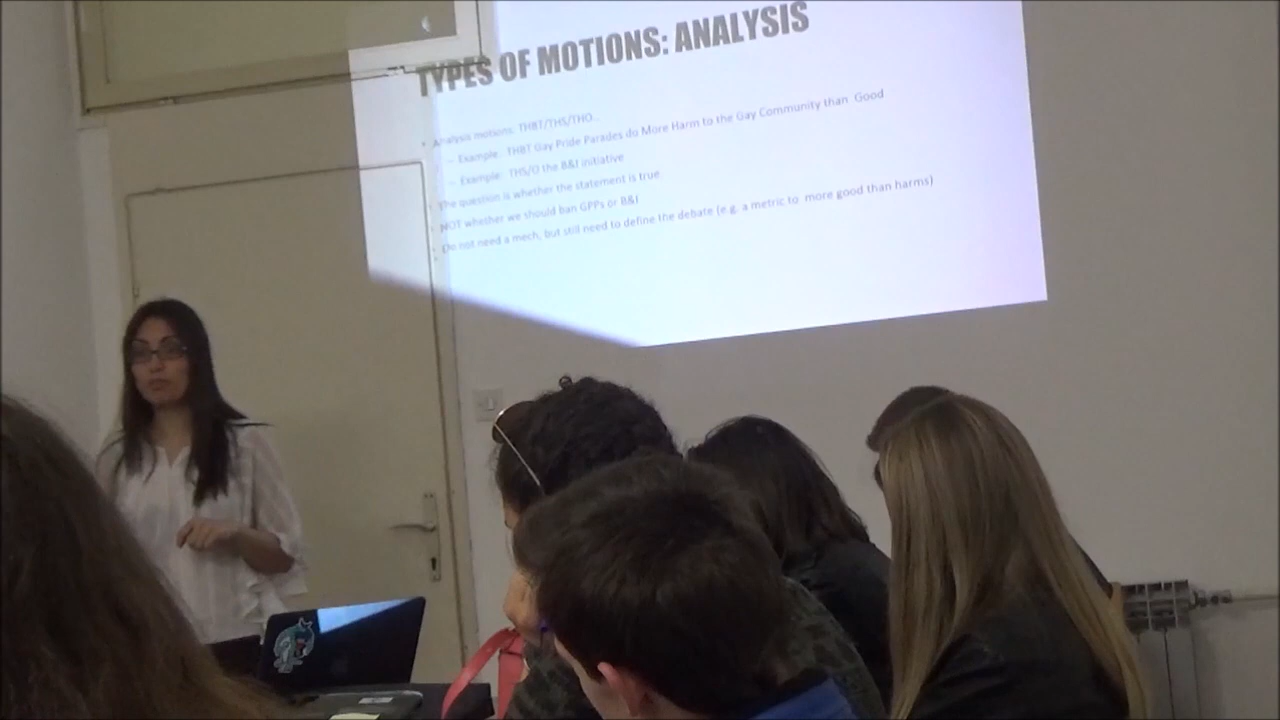 TYPES OF MOTIONS: ANALYSIS
Analysis motions: THBT/THS/THO...
– Example: THBT Gay Pride Parades do More Harm to the Gay Community than Good
– Example: THS/O the B&I initiative
The question is whether the statement is true
NOT whether we should ban GPPs or B&I
Do not need a mech, but still need to define the debate (e.g. a metric to more good than harms)